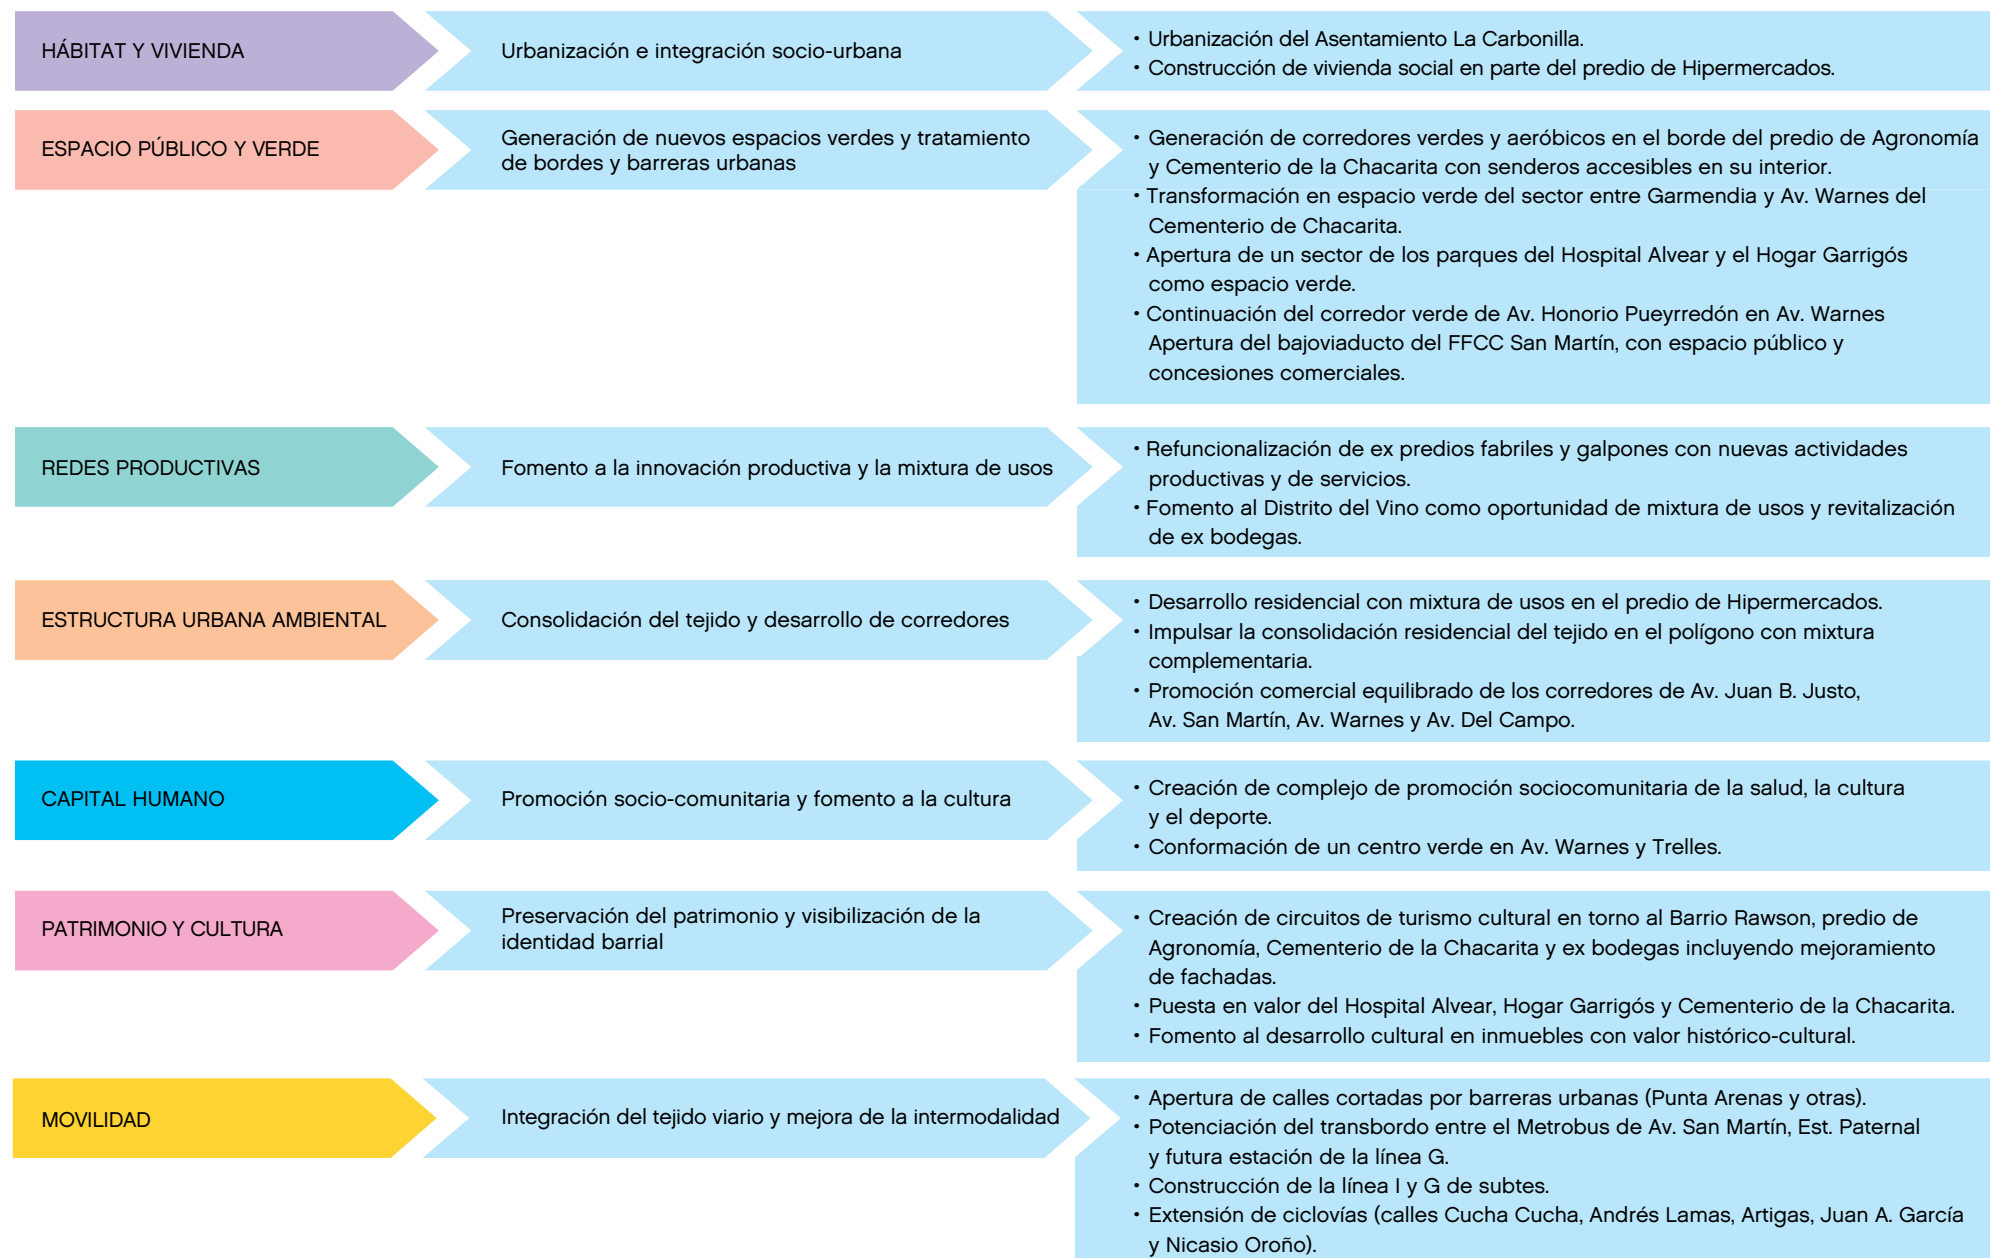 HÁBITAT Y VIVIENDA
Urbanización e integración socio-urbana
• Urbanización del Asentamiento La Carbonilla.
• Construcción de vivienda social en parte del predio de Hipermercados.
ESPACIO PÚBLICO Y VERDE
Generación de nuevos espacios verdes y tratamiento
de bordes y barreras urbanas
• Generación de corredores verdes y aeróbicos en el borde del predio de Agronomía
y Cementerio de la Chacarita con senderos accesibles en su interior.
• Transformación en espacio verde del sector entre Garmendia y Av. Warnes del
Cementerio de Chacarita.
• Apertura de un sector de los parques del Hospital Alvear y el Hogar Garrigós
como espacio verde.
• Continuación del corredor verde de Av. Honorio Pueyrredón en Av. Warnes
Apertura del bajoviaducto del FFCC San Martín, con espacio público y
concesiones comerciales.
REDES PRODUCTIVAS
Fomento a la innovación productiva y la mixtura de usos
• Refuncionalización de ex predios fabriles y galpones con nuevas actividades
productivas y de servicios.
• Fomento al Distrito del Vino como oportunidad de mixtura de usos y revitalización
de ex bodegas.
ESTRUCTURA URBANA AMBIENTAL
Consolidación del tejido y desarrollo de corredores
• Desarrollo residencial con mixtura de usos en el predio de Hipermercados.
• Impulsar la consolidación residencial del tejido en el polígono con mixtura
complementaria.
• Promoción comercial equilibrado de los corredores de Av. Juan B. Justo,
Av. San Martín, Av. Warnes y Av. Del Campo.
CAPITAL HUMANO
Promoción socio-comunitaria y fomento a la cultura
• Creación de complejo de promoción sociocomunitaria de la salud, la cultura
y el deporte.
• Conformación de un centro verde en Av. Warnes y Trelles.
PATRIMONIO Y CULTURA
Preservación del patrimonio y visibilización de la
identidad barrial
• Creación de circuitos de turismo cultural en torno al Barrio Rawson, predio de
Agronomía, Cementerio de la Chacarita y ex bodegas incluyendo mejoramiento
de fachadas.
• Puesta en valor del Hospital Alvear, Hogar Garrigós y Cementerio de la Chacarita.
• Fomento al desarrollo cultural en inmuebles con valor histórico-cultural.
MOVILIDAD
Integración del tejido viario y mejora de la intermodalidad
• Apertura de calles cortadas por barreras urbanas (Punta Arenas y otras).
• Potenciación del transbordo entre el Metrobus de Av. San Martín, Est. Paternal
y futura estación de la línea G.
• Construcción de la línea I y G de subtes.
• Extensión de ciclovías (calles Cucha Cucha, Andrés Lamas, Artigas, Juan A. García
y Nicasio Oroño).